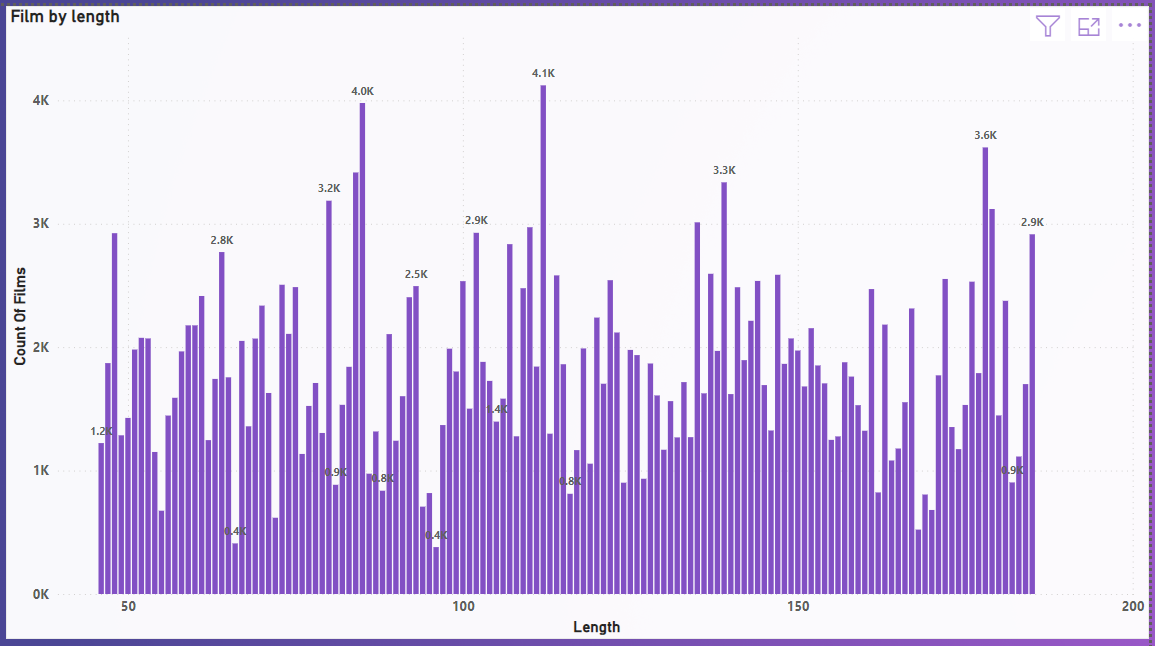 Film by length
4.1K
4.0K
4K
3.6K
3.3K
3.2K
3K
2.9K
2.9K
2.8K
2.5K
Count Of Films
2K
1.4K
1.2K
1K
0.9K
0.8K
0.8K
0.9K
0.4K
0.4K
0K
50
100
150
200
Length